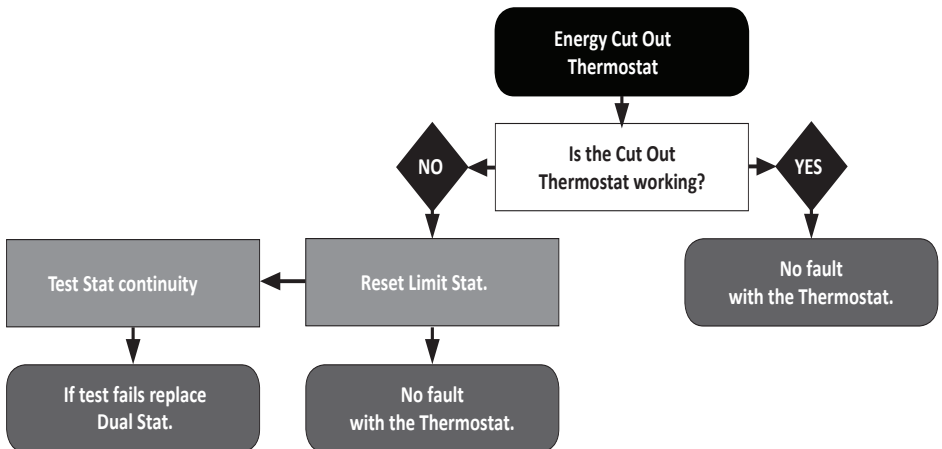 Energy Cut Out
Thermostat
Is the Cut Out
Thermostat working?
NO
YES
Test Stat continuity
Reset Limit Stat.
No fault
with the Thermostat.
If test fails replace
Dual Stat.
No fault
with the Thermostat.